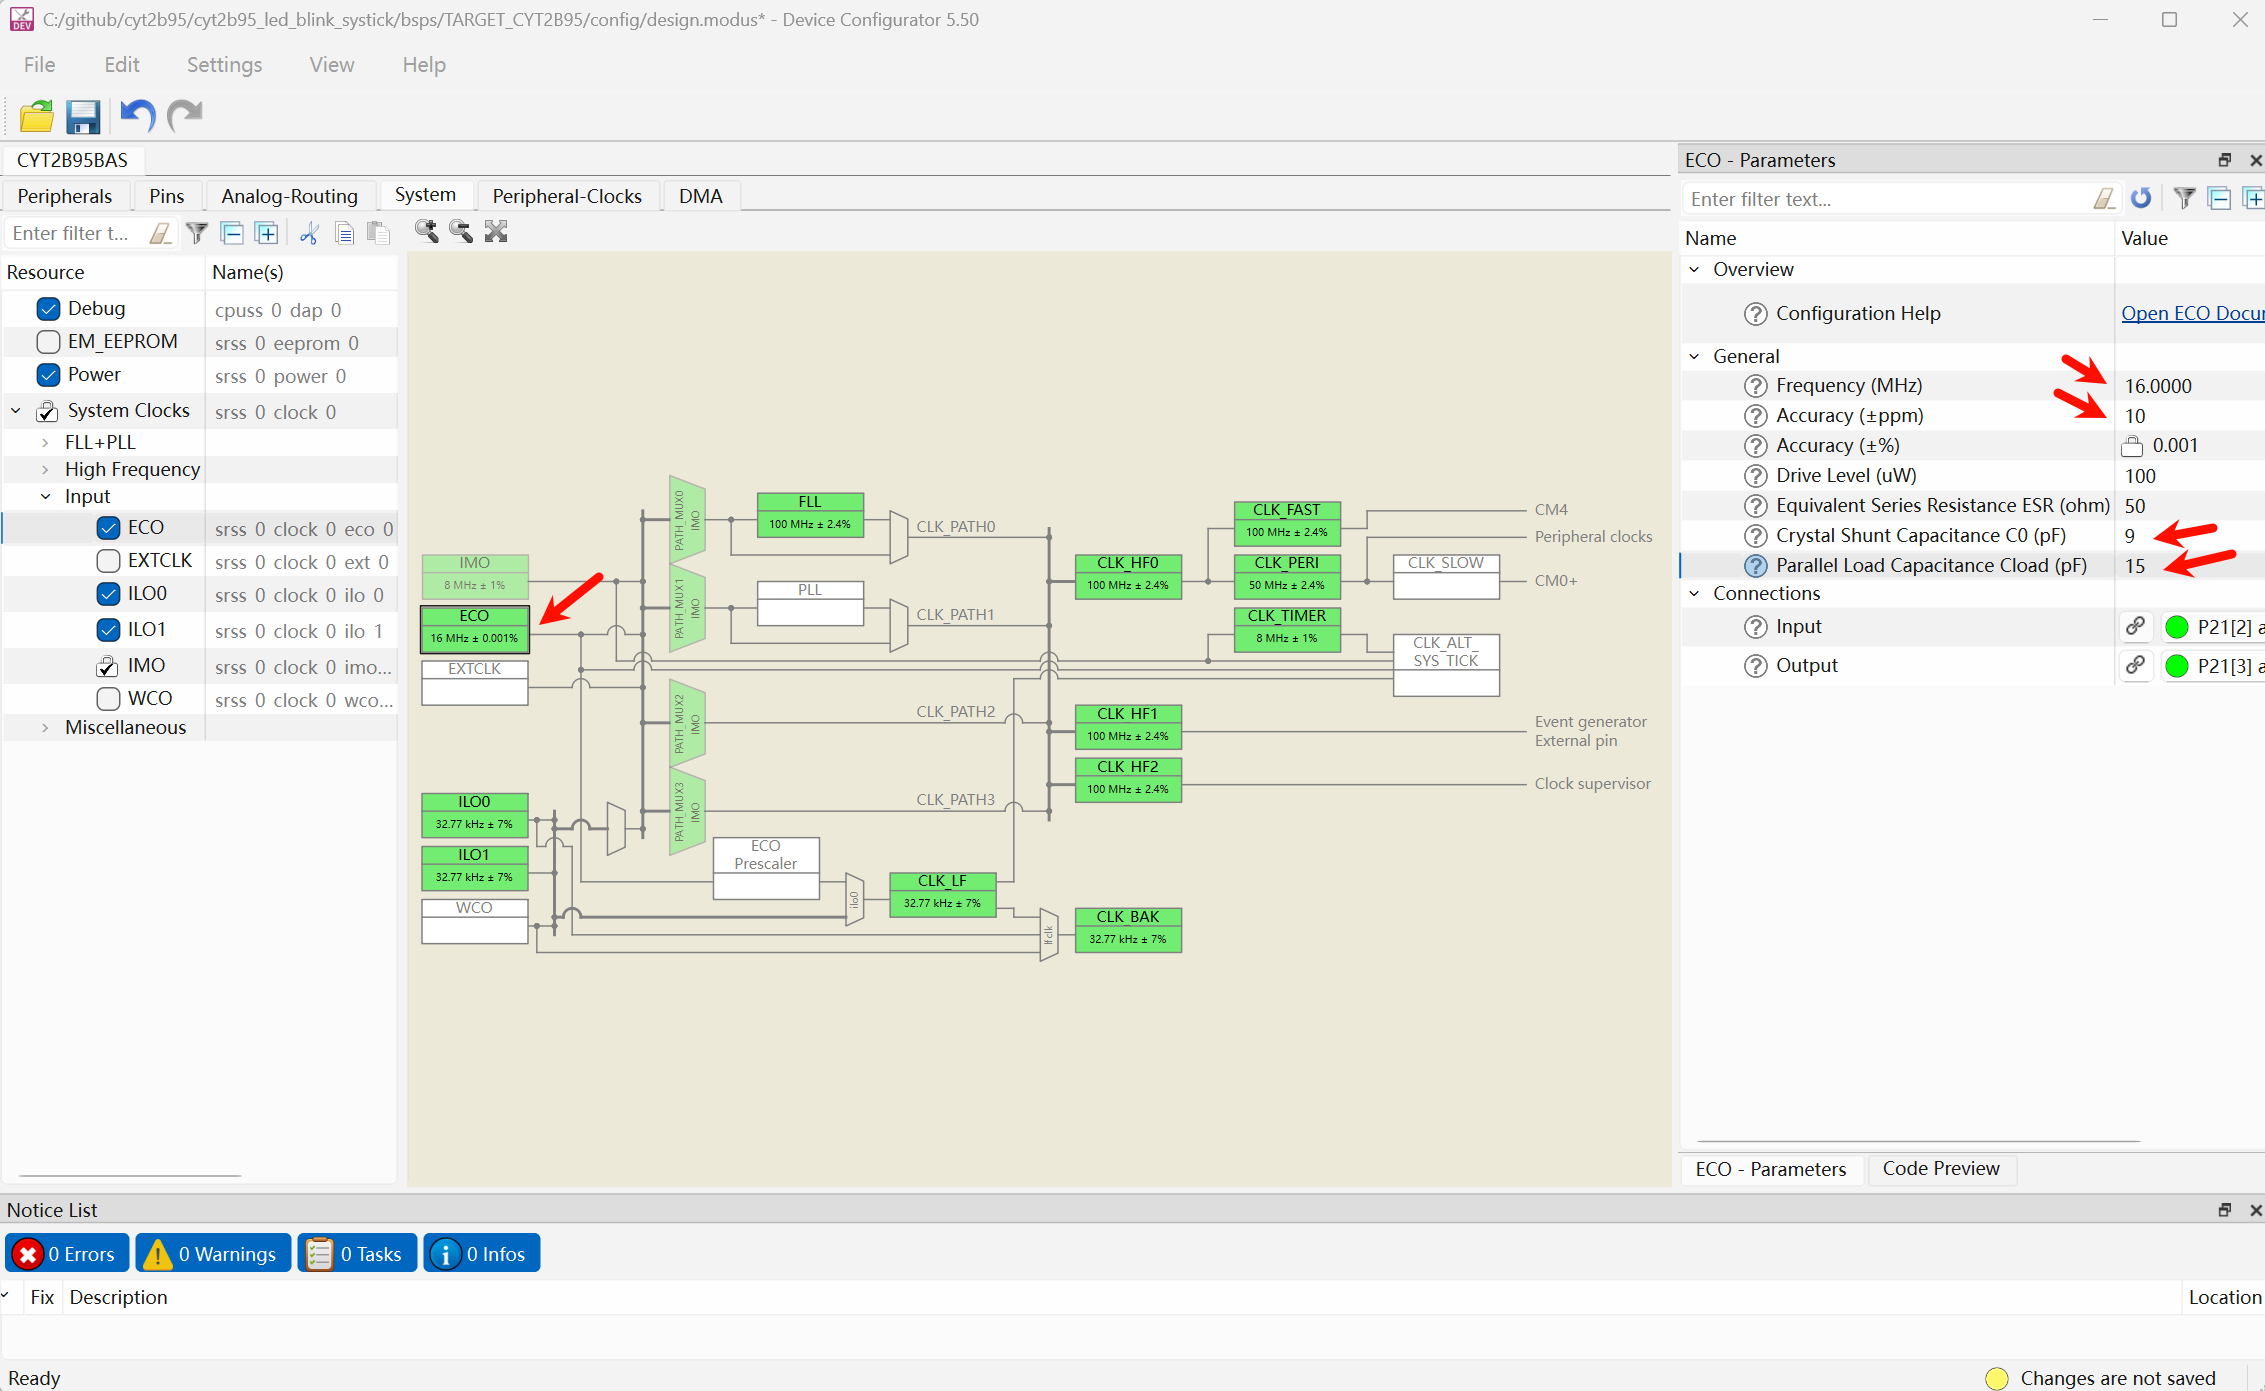 C:/github/cyt2b95/cyt2b95_led_blink_systick/bsps/TARGET_CYT2B95/config/design.modus* - Device Configurator 5.50
File Edit Settings View Help
CYT2B95BAS
Peripherals Pins Analog-Routing System Peripheral-Clocks DMA
Enter filter t...
Resource Name(s)
Debug cpuss 0 dap 0
EM_EEPROM srss 0 eeprom 0
Power srss 0 power 0
System Clocks srss 0 clock 0
FLL+PLL
High Frequency
Input
ECO srss 0 clock 0 eco 0
EXTCLK srss 0 clock 0 ext 0
ILO0 srss 0 clock 0 ilo 0
ILO1 srss 0 clock 0 ilo 1
IMO srss 0 clock 0 imo...
WCO srss 0 clock 0 wco...
Miscellaneous
IMO
8 MHz ± 1%
ECO
16 MHz ± 0.001%
EXTCLK
ILO0
32.77 kHz ± 7%
ILO1
32.77 kHz ± 7%
WCO
PATH_MUX0
IMO
PATH_MUX1
IMO
PATH_MUX2
IMO
PATH_MUX3
IMO
FLL
100 MHz ± 2.4%
PLL
CLK_PATH0
CLK_PATH1
CLK_PATH2
CLK_PATH3
ECO
Prescaler
ilo0
CLK_LF
32.77 kHz ± 7%
lfclk
CLK_BAK
32.77 kHz ± 7%
CLK_HF0
100 MHz ± 2.4%
CLK_HF1
100 MHz ± 2.4%
CLK_HF2
100 MHz ± 2.4%
CLK_FAST
100 MHz ± 2.4%
CLK_PERI
50 MHz ± 2.4%
CLK_TIMER
8 MHz ± 1%
CLK_SLOW
CLK_ALT_
SYS_TICK
CM4
Peripheral clocks
CM0+
Event generator
External pin
Clock supervisor
ECO - Parameters
Enter filter text...
Name Value
Overview
Configuration Help Open ECO Docu
General
Frequency (MHz) 16.0000
Accuracy (±ppm) 10
Accuracy (±%) 0.001
Drive Level (uW) 100
Equivalent Series Resistance ESR (ohm) 50
Crystal Shunt Capacitance C0 (pF) 9
Parallel Load Capacitance Cload (pF) 15
Connections
Input P21[2] a
Output P21[3] a
ECO - Parameters Code Preview
Notice List
0 Errors 0 Warnings 0 Tasks 0 Infos
Fix Description Location
Ready Changes are not saved